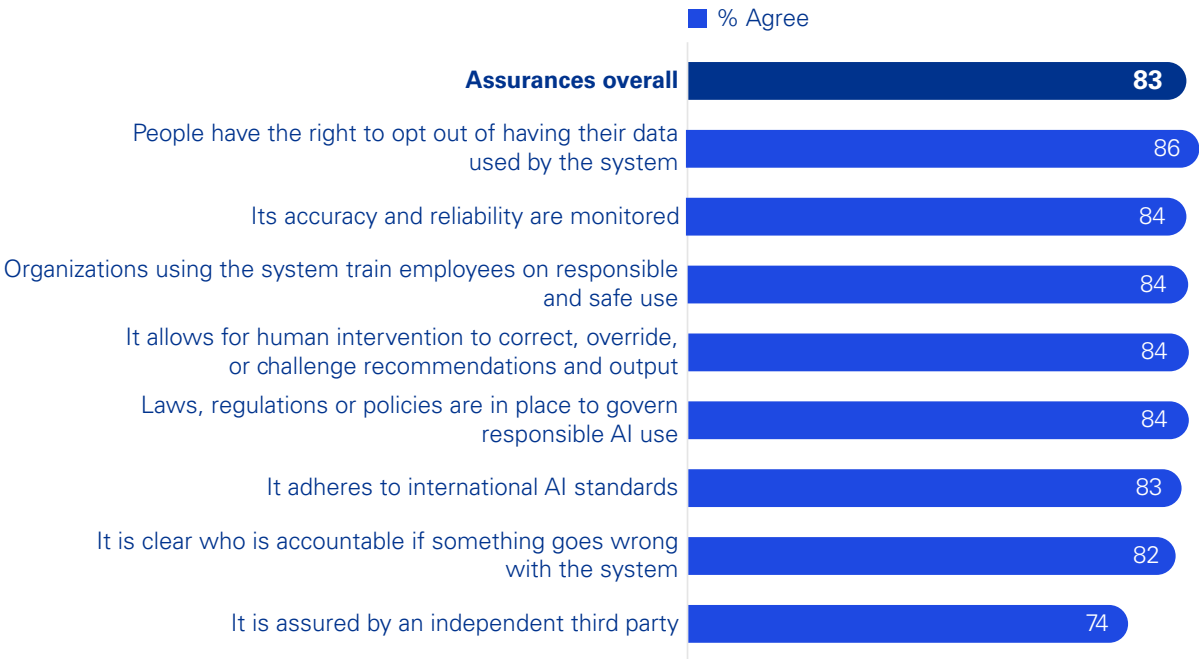 % Agree
Assurances overall
83
People have the right to opt out of having their data
used by the system
86
Its accuracy and reliability are monitored
84
Organizations using the system train employees on responsible
and safe use
84
It allows for human intervention to correct, override,
or challenge recommendations and output
84
Laws, regulations or policies are in place to govern
responsible AI use
84
It adheres to international AI standards
83
It is clear who is accountable if something goes wrong
with the system
82
It is assured by an independent third party
74